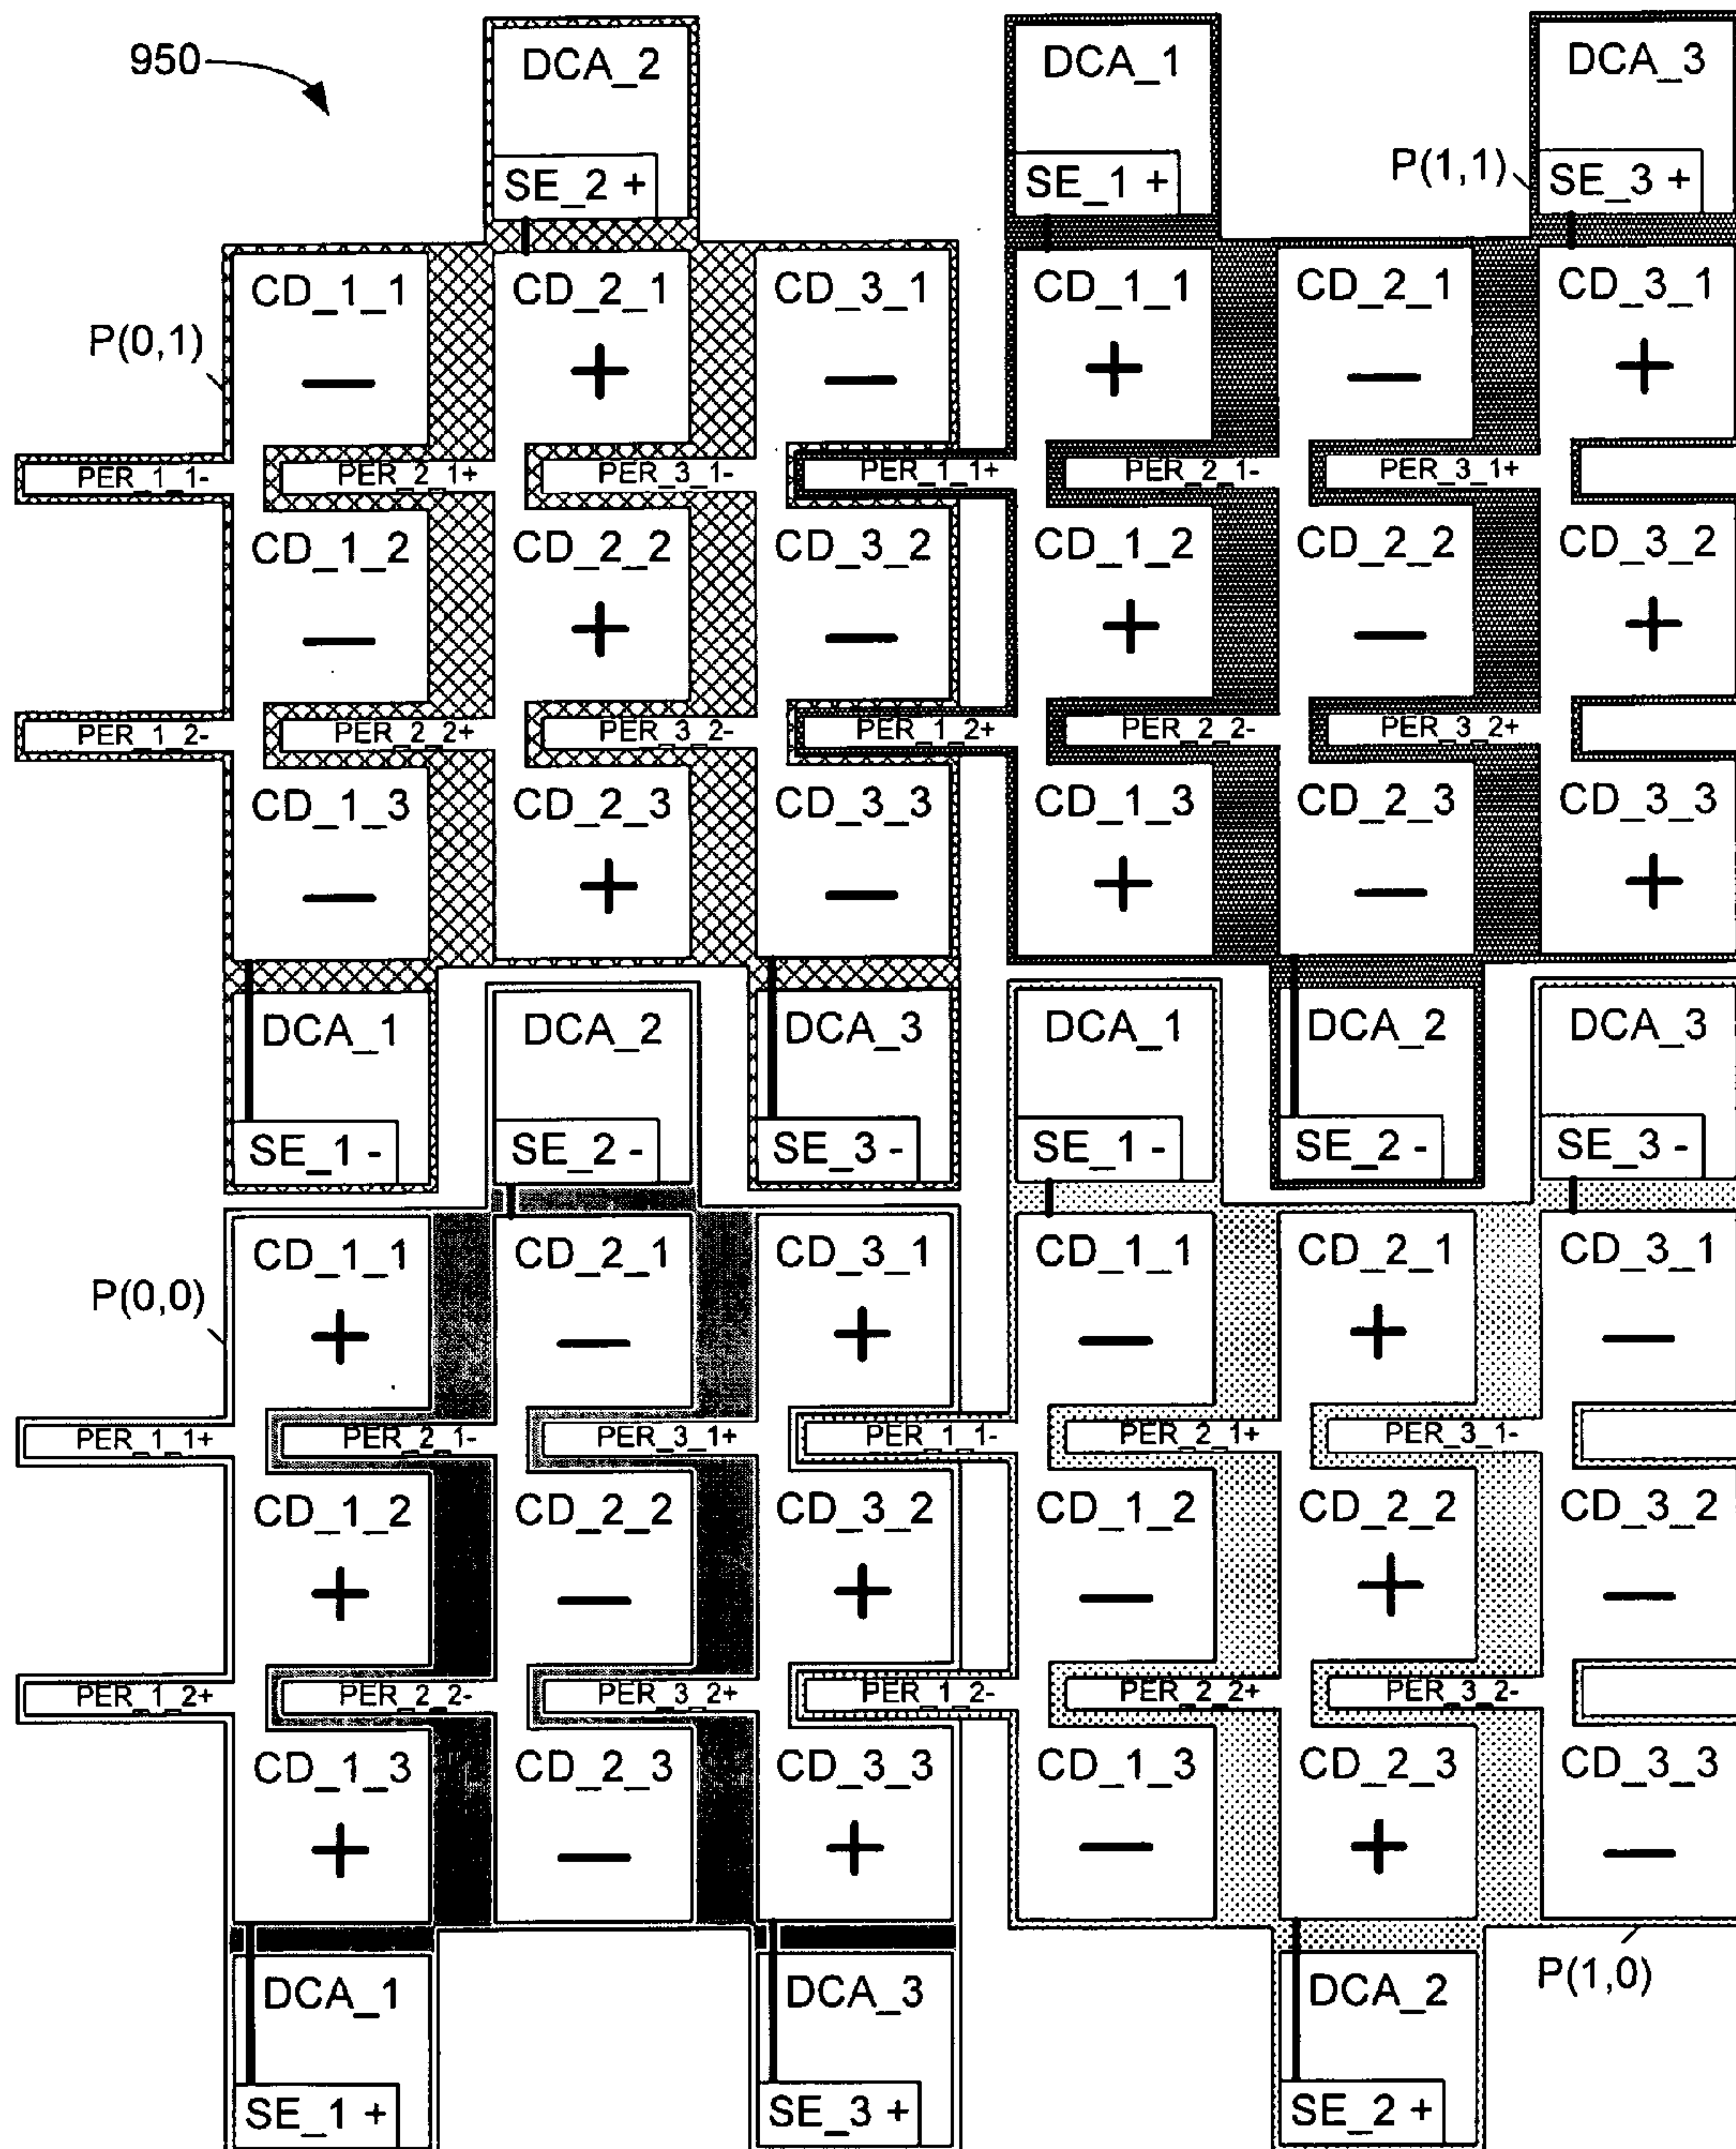 950
DCA_2 DCA_1 DCA_3
SE_2 + SE_1 + P(1,1) SE_3 +
CD_1_1 CD_2_1 CD_3_1 CD_1_1 CD_2_1 CD_3_1
P(0,1)
− + − + − +
PER_1_1- PER_2_1+ PER_3_1- PER_1_1+ PER_2_1- PER_3_1+
CD_1_2 CD_2_2 CD_3_2 CD_1_2 CD_2_2 CD_3_2
− + − + − +
PER_1_2- PER_2_2+ PER_3_2- PER_1_2+ PER_2_2- PER_3_2+
CD_1_3 CD_2_3 CD_3_3 CD_1_3 CD_2_3 CD_3_3
− + − + − +
DCA_1 DCA_2 DCA_3 DCA_1 DCA_2 DCA_3
SE_1 - SE_2 - SE_3 - SE_1 - SE_2 - SE_3 -
CD_1_1 CD_2_1 CD_3_1 CD_1_1 CD_2_1 CD_3_1
P(0,0)
+ − + − + −
PER_1_1+ PER_2_1- PER_3_1+ PER_1_1- PER_2_1+ PER_3_1-
CD_1_2 CD_2_2 CD_3_2 CD_1_2 CD_2_2 CD_3_2
+ − + − + −
PER_1_2+ PER_2_2- PER_3_2+ PER_1_2- PER_2_2+ PER_3_2-
CD_1_3 CD_2_3 CD_3_3 CD_1_3 CD_2_3 CD_3_3
+ − + − + −
DCA_1 DCA_3 DCA_2 P(1,0)
SE_1 + SE_3 + SE_2 +